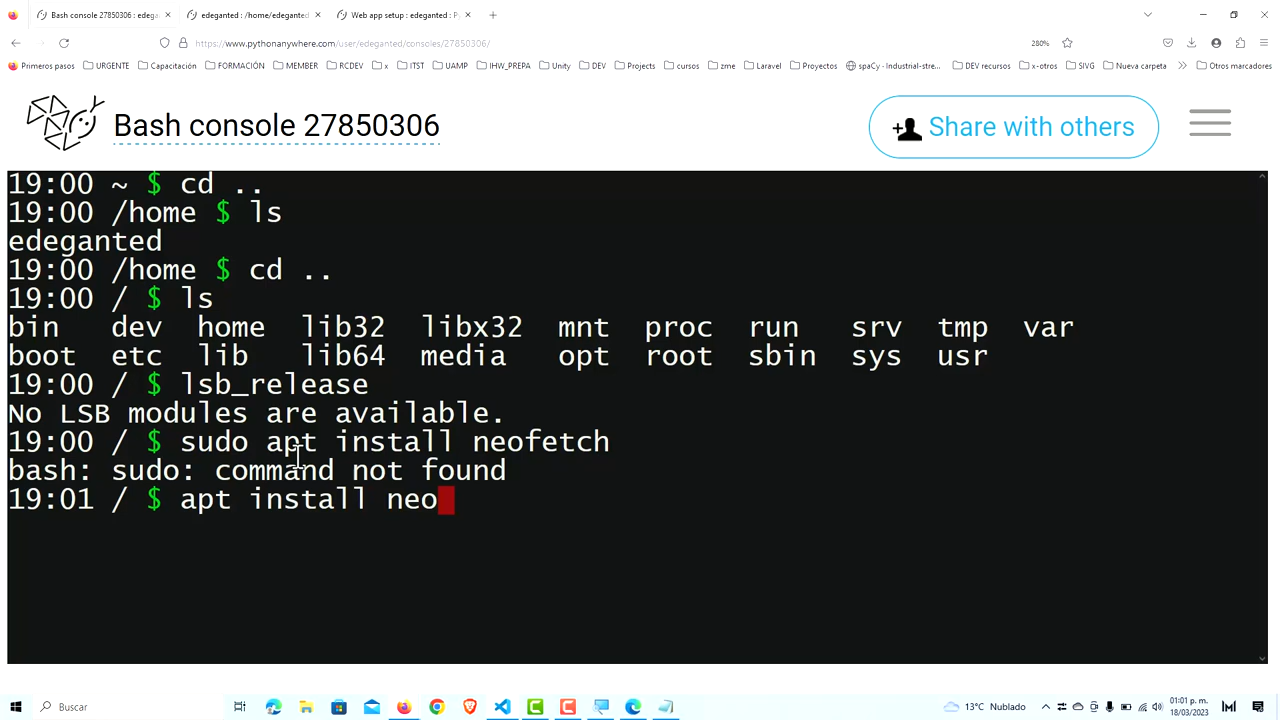 Bash console 27850306 : edega
edeganted : /home/edeganted
Web app setup : edeganted : P
https://www.pythonanywhere.com/user/edeganted/consoles/27850306/
280%
Primeros pasos URGENTE Capacitación FORMACIÓN MEMBER RCDEV x ITST UAMP IHW_PREPA Unity DEV Projects cursos zme Laravel Proyectos spaCy · Industrial-stre... DEV recursos x-otros SIVG Nueva carpeta Otros marcadores
Bash console 27850306
Share with others
19:00 ~ $ cd ..
19:00 /home $ ls
edeganted
19:00 /home $ cd ..
19:00 / $ ls
bin dev home lib32 libx32 mnt proc run srv tmp var
boot etc lib lib64 media opt root sbin sys usr
19:00 / $ lsb_release
No LSB modules are available.
19:00 / $ sudo apt install neofetch
bash: sudo: command not found
19:01 / $ apt install neo
Buscar
13°C Nublado
01:01 p. m.
18/03/2023